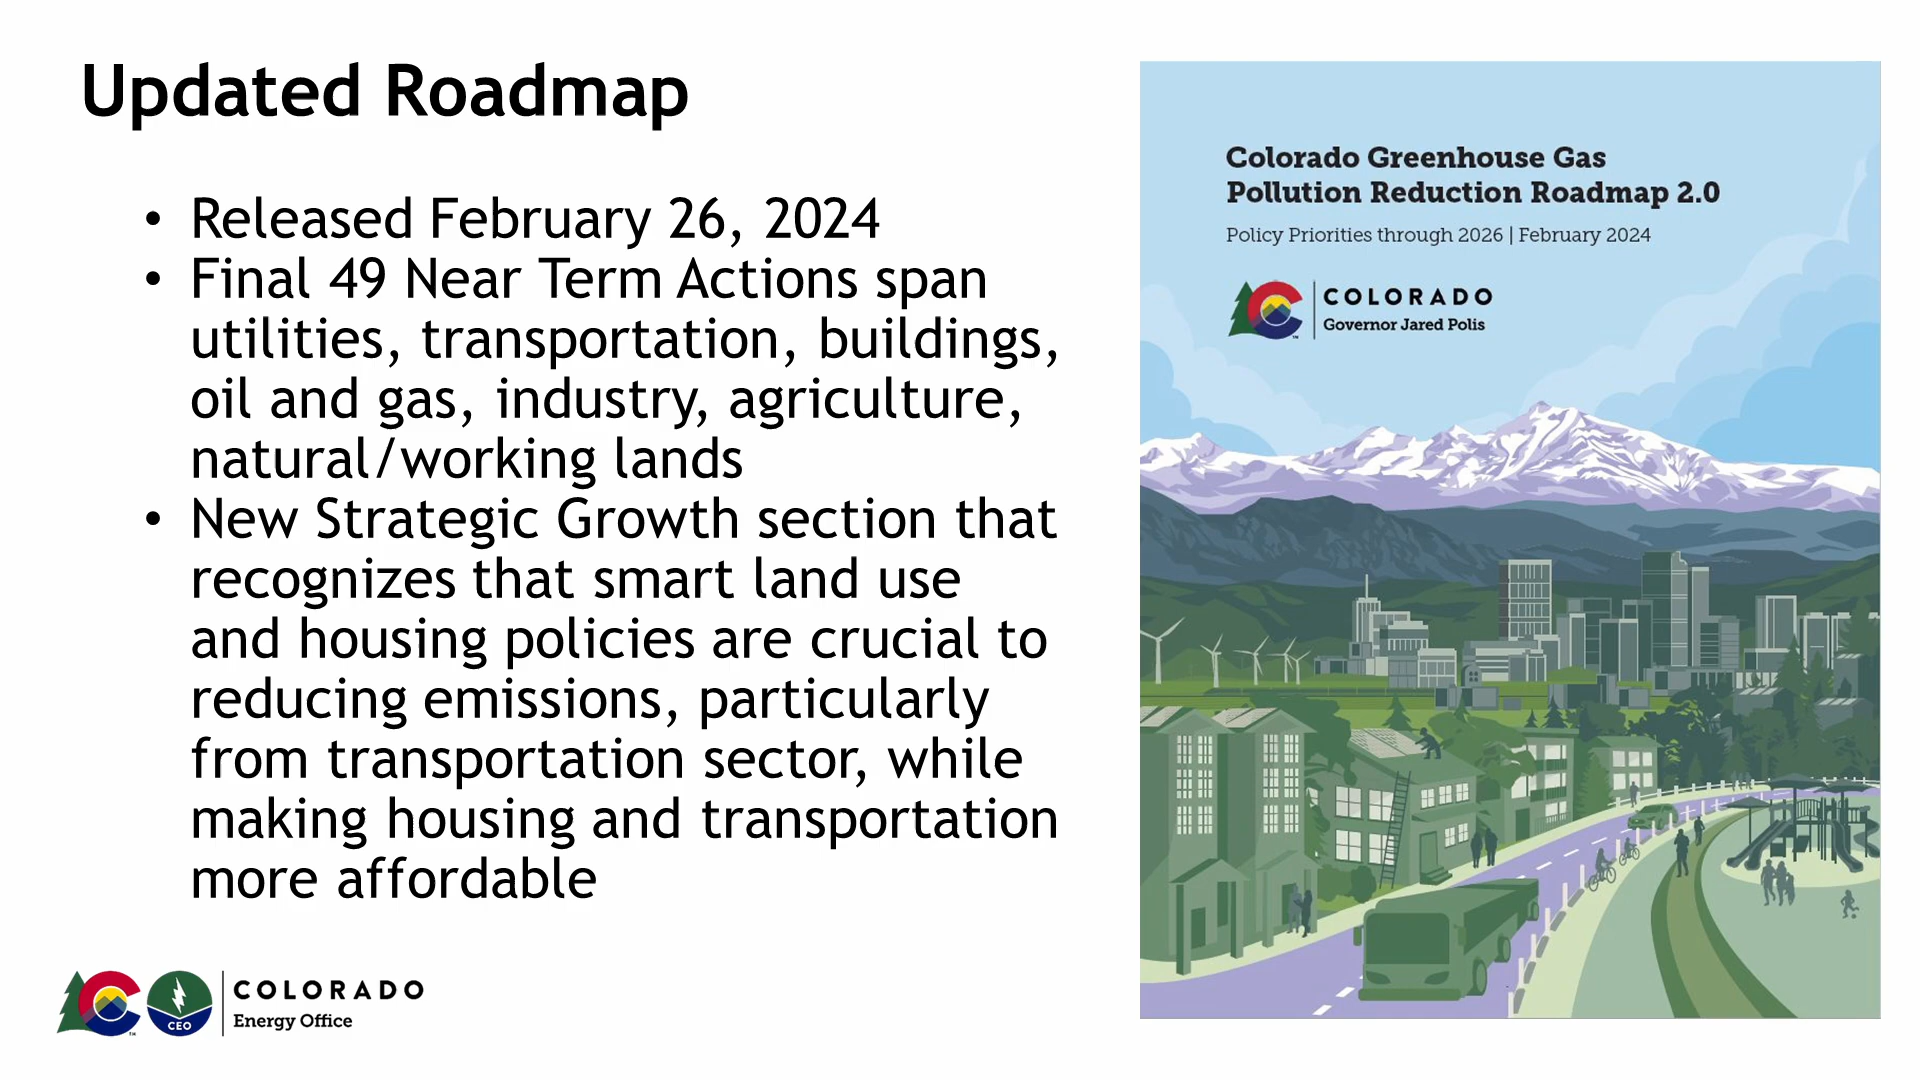 Updated Roadmap
• Released February 26, 2024
• Final 49 Near Term Actions span
utilities, transportation, buildings,
oil and gas, industry, agriculture,
natural/working lands
• New Strategic Growth section that
recognizes that smart land use
and housing policies are crucial to
reducing emissions, particularly
from transportation sector, while
making housing and transportation
more affordable
CEO
COLORADO
Energy Office
Colorado Greenhouse Gas
Pollution Reduction Roadmap 2.0
Policy Priorities through 2026 | February 2024
COLORADO
Governor Jared Polis